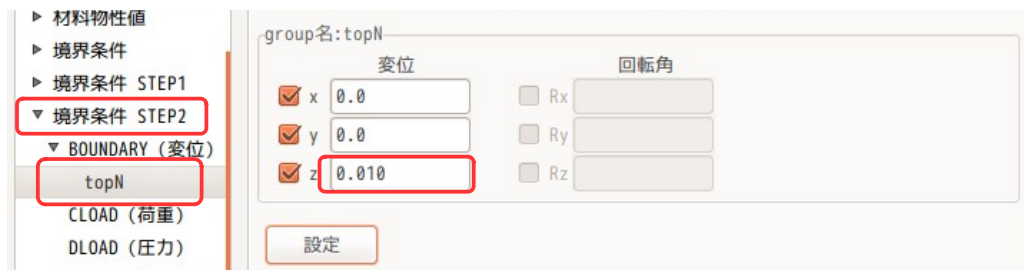 ▶ 材料物性値
▶ 境界条件
▶ 境界条件 STEP1
▼ 境界条件 STEP2
▼ BOUNDARY (変位)
topN
CLOAD (荷重)
DLOAD (圧力)
group名:topN
変位 回転角
x 0.0 Rx
y 0.0 Ry
z 0.010 Rz
設定